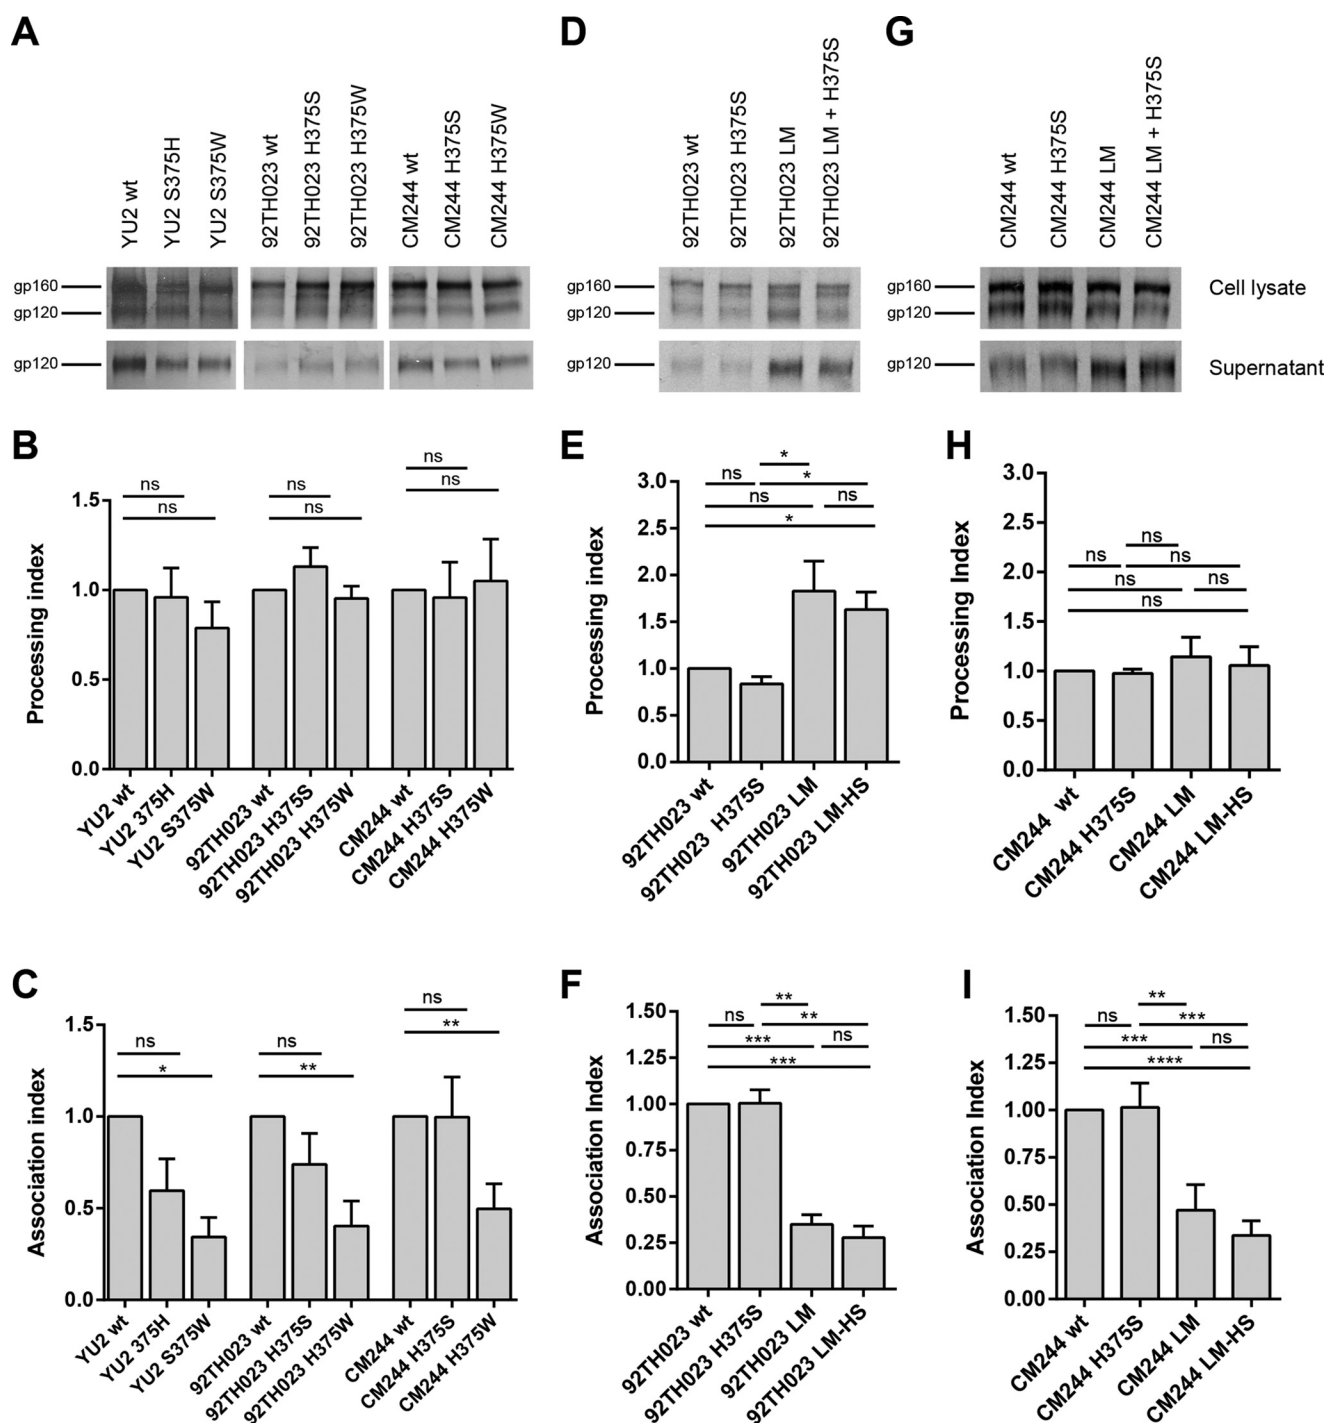 A
YU2 wt
YU2 S375H
YU2 S375W
92TH023 wt
92TH023 H375S
92TH023 H375W
CM244 wt
CM244 H375S
CM244 H375W
gp160
gp120
gp120
D
92TH023 wt
92TH023 H375S
92TH023 LM
92TH023 LM + H375S
gp160
gp120
gp120
G
CM244 wt
CM244 H375S
CM244 LM
CM244 LM + H375S
gp160
gp120
gp120
Cell lysate
Supernatant
B
Processing index
1.5
1.0
0.5
0.0
ns
ns
ns
ns
ns
ns
YU2 wt
YU2 375H
YU2 S375W
92TH023 wt
92TH023 H375S
92TH023 H375W
CM244 wt
CM244 H375S
CM244 H375W
E
Processing index
3.0
2.5
2.0
1.5
1.0
0.5
0.0
*
ns
*
ns
ns
*
92TH023 wt
92TH023 H375S
92TH023 LM
92TH023 LM-HS
H
Processing Index
3.0
2.5
2.0
1.5
1.0
0.5
0.0
ns
ns
ns
ns
ns
ns
CM244 wt
CM244 H375S
CM244 LM
CM244 LM-HS
C
Association index
1.5
1.0
0.5
0.0
ns
*
ns
**
ns
**
YU2 wt
YU2 375H
YU2 S375W
92TH023 wt
92TH023 H375S
92TH023 H375W
CM244 wt
CM244 H375S
CM244 H375W
F
Association Index
1.50
1.25
1.00
0.75
0.50
0.25
0.00
**
ns
**
***
ns
***
92TH023 wt
92TH023 H375S
92TH023 LM
92TH023 LM-HS
I
Association Index
1.50
1.25
1.00
0.75
0.50
0.25
0.00
**
ns
***
***
ns
****
CM244 wt
CM244 H375S
CM244 LM
CM244 LM-HS